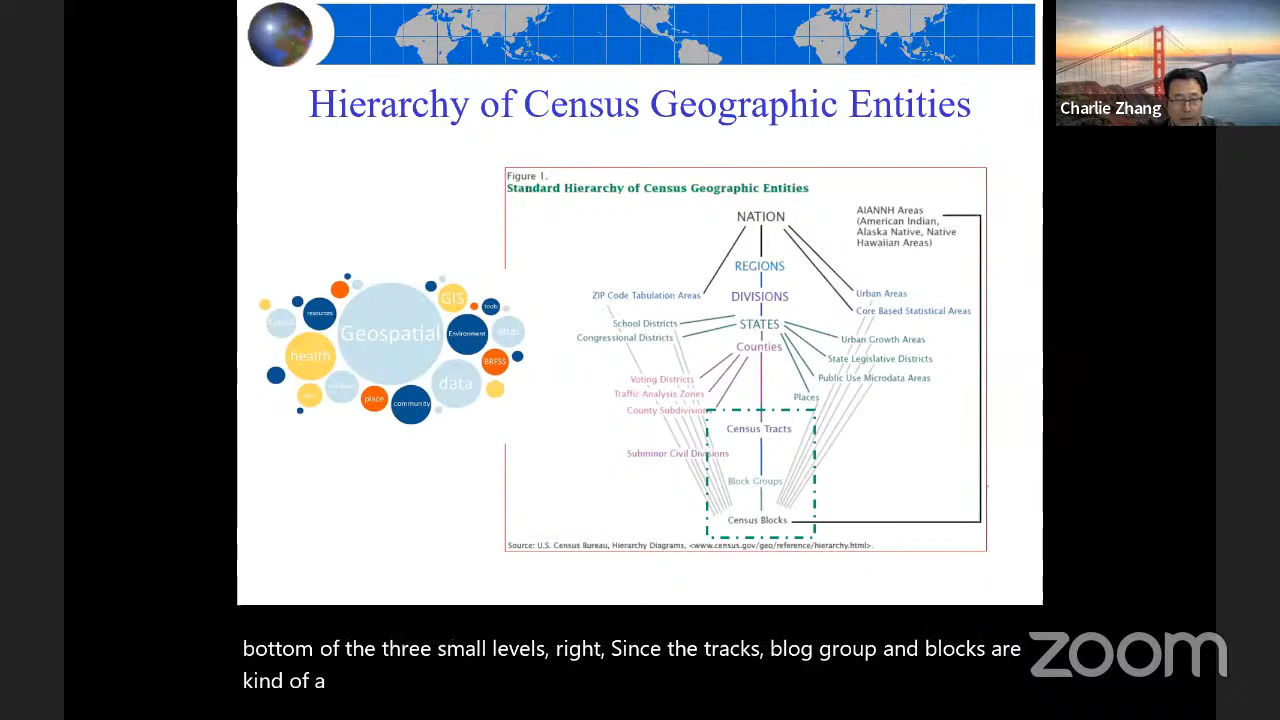 Hierarchy of Census Geographic Entities
Charlie Zhang
Figure 1.
Standard Hierarchy of Census Geographic Entities
NATION
AIANNH Areas
(American Indian,
Alaska Native, Native
Hawaiian Areas)
REGIONS
ZIP Code Tabulation Areas
DIVISIONS
Urban Areas
Core Based Statistical Areas
School Districts
STATES
Congressional Districts
Urban Growth Areas
Counties
State Legislative Districts
Voting Districts
Public Use Microdata Areas
Traffic Analysis Zones
Places
County Subdivisions
Census Tracts
Subminor Civil Divisions
Block Groups
Census Blocks
Source: U.S. Census Bureau, Hierarchy Diagrams, <www.census.gov/geo/reference/hierarchy.html>.
GIS
tools
resources
Geospatial
Environment
health
BRFSS
data
place
community
bottom of the three small levels, right, Since the tracks, blog group and blocks are
kind of a
zoom